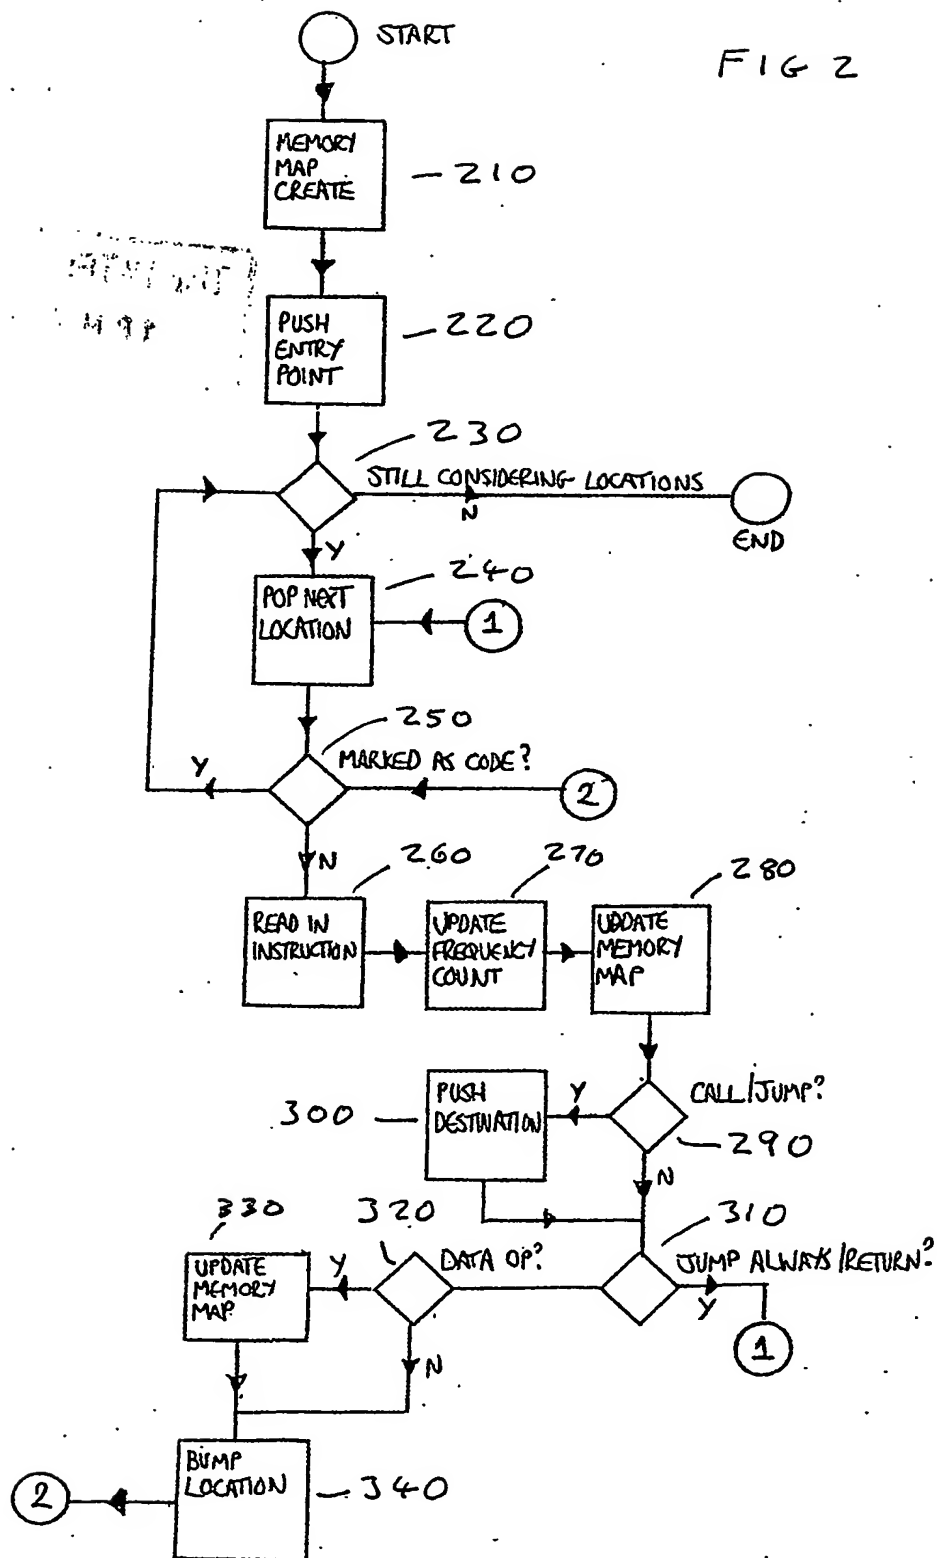 START
FIG 2
MEMORY
MAP
CREATE
210
PUSH
ENTRY
POINT
220
230
STILL CONSIDERING LOCATIONS
N
END
Y
240
POP NEXT
LOCATION
1
250
MARKED AS CODE?
Y
2
N
260
270
280
READ IN
INSTRUCTION
UPDATE
FREQUENCY
COUNT
UDDATE
MEMORY
MAP
300
PUSH
DESTINATION
Y
CALL/JUMP?
290
N
330
320
310
UPDATE
MEMORY
MAP
Y
DATA OP?
JUMP ALWAYS/RETURN?
Y
N
1
BUMP
LOCATION
340
2